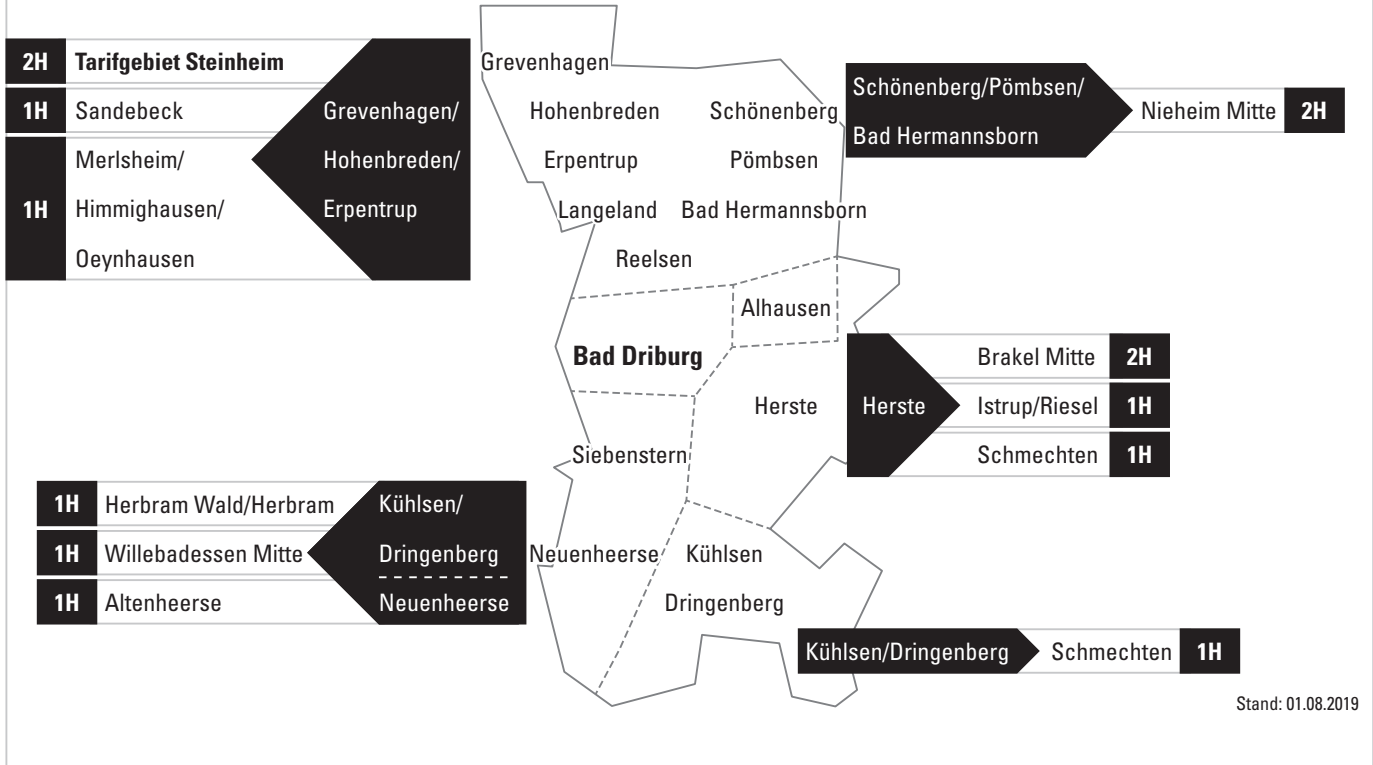 2H Tarifgebiet Steinheim
1H Sandebeck
1H Merlsheim/
Himmighausen/
Oeynhausen
Grevenhagen/
Hohenbreden/
Erpentrup
Grevenhagen
Hohenbreden
Schönenberg
Erpentrup
Pömbsen
Langeland
Bad Hermannsborn
Reelsen
Alhausen
Bad Driburg
Herste
Siebenstern
Neuenheerse
Kühlsen
Dringenberg
Schönenberg/Pömbsen/
Bad Hermannsborn
Nieheim Mitte 2H
Herste
Brakel Mitte 2H
Istrup/Riesel 1H
Schmechten 1H
1H Herbram Wald/Herbram
1H Willebadessen Mitte
1H Altenheerse
Kühlsen/
Dringenberg
Neuenheerse
Kühlsen/Dringenberg
Schmechten 1H
Stand: 01.08.2019